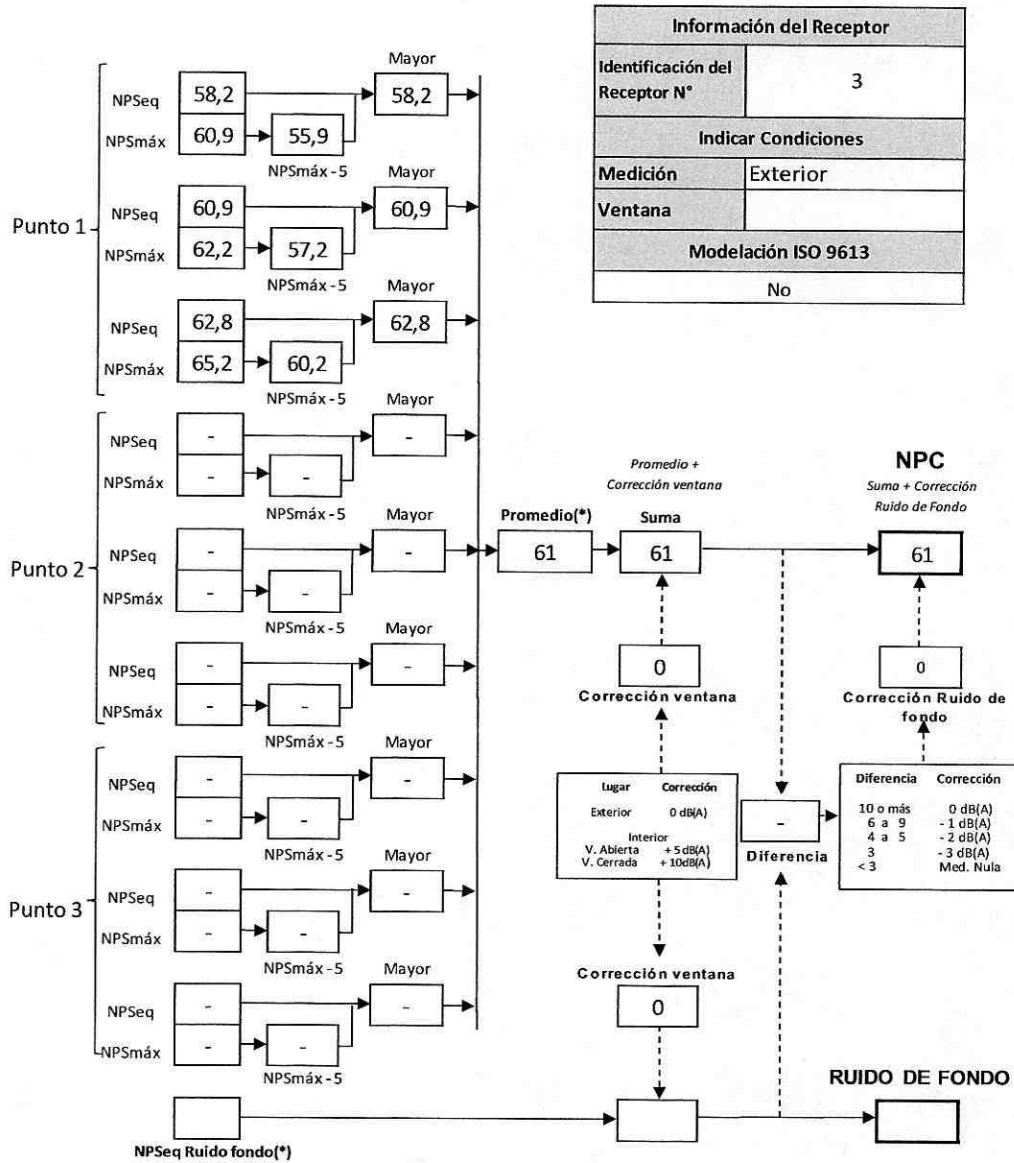 Información del Receptor
Identificación del
Receptor N°
3
Indicar Condiciones
Medición
Exterior
Ventana
Modelación ISO 9613
No
Punto 1
Mayor
NPSeq
58,2
58,2
NPSmáx
60,9
55,9
NPSmáx - 5
Mayor
NPSeq
60,9
60,9
NPSmáx
62,2
57,2
NPSmáx - 5
Mayor
NPSeq
62,8
62,8
NPSmáx
65,2
60,2
NPSmáx - 5
Punto 2
Mayor
NPSeq
-
-
NPSmáx
-
-
NPSmáx - 5
Mayor
NPSeq
-
-
NPSmáx
-
-
NPSmáx - 5
Mayor
NPSeq
-
-
NPSmáx
-
-
NPSmáx - 5
Punto 3
Mayor
NPSeq
-
-
NPSmáx
-
-
NPSmáx - 5
Mayor
NPSeq
-
-
NPSmáx
-
-
NPSmáx - 5
Mayor
NPSeq
-
-
NPSmáx
-
-
NPSmáx - 5
NPSeq Ruido fondo(*)
Promedio(*)
61
Promedio +
Corrección ventana
Suma
61
0
Corrección ventana
Lugar Corrección
Exterior 0 dB(A)
Interior
V. Abierta + 5dB(A)
V. Cerrada + 10dB(A)
Corrección ventana
0
-
Diferencia
NPC
Suma + Corrección
Ruido de Fondo
61
0
Corrección Ruido de
fondo
Diferencia Corrección
10 o más 0 dB(A)
6 a 9 - 1 dB(A)
4 a 5 - 2 dB(A)
3 - 3 dB(A)
< 3 Med. Nula
RUIDO DE FONDO